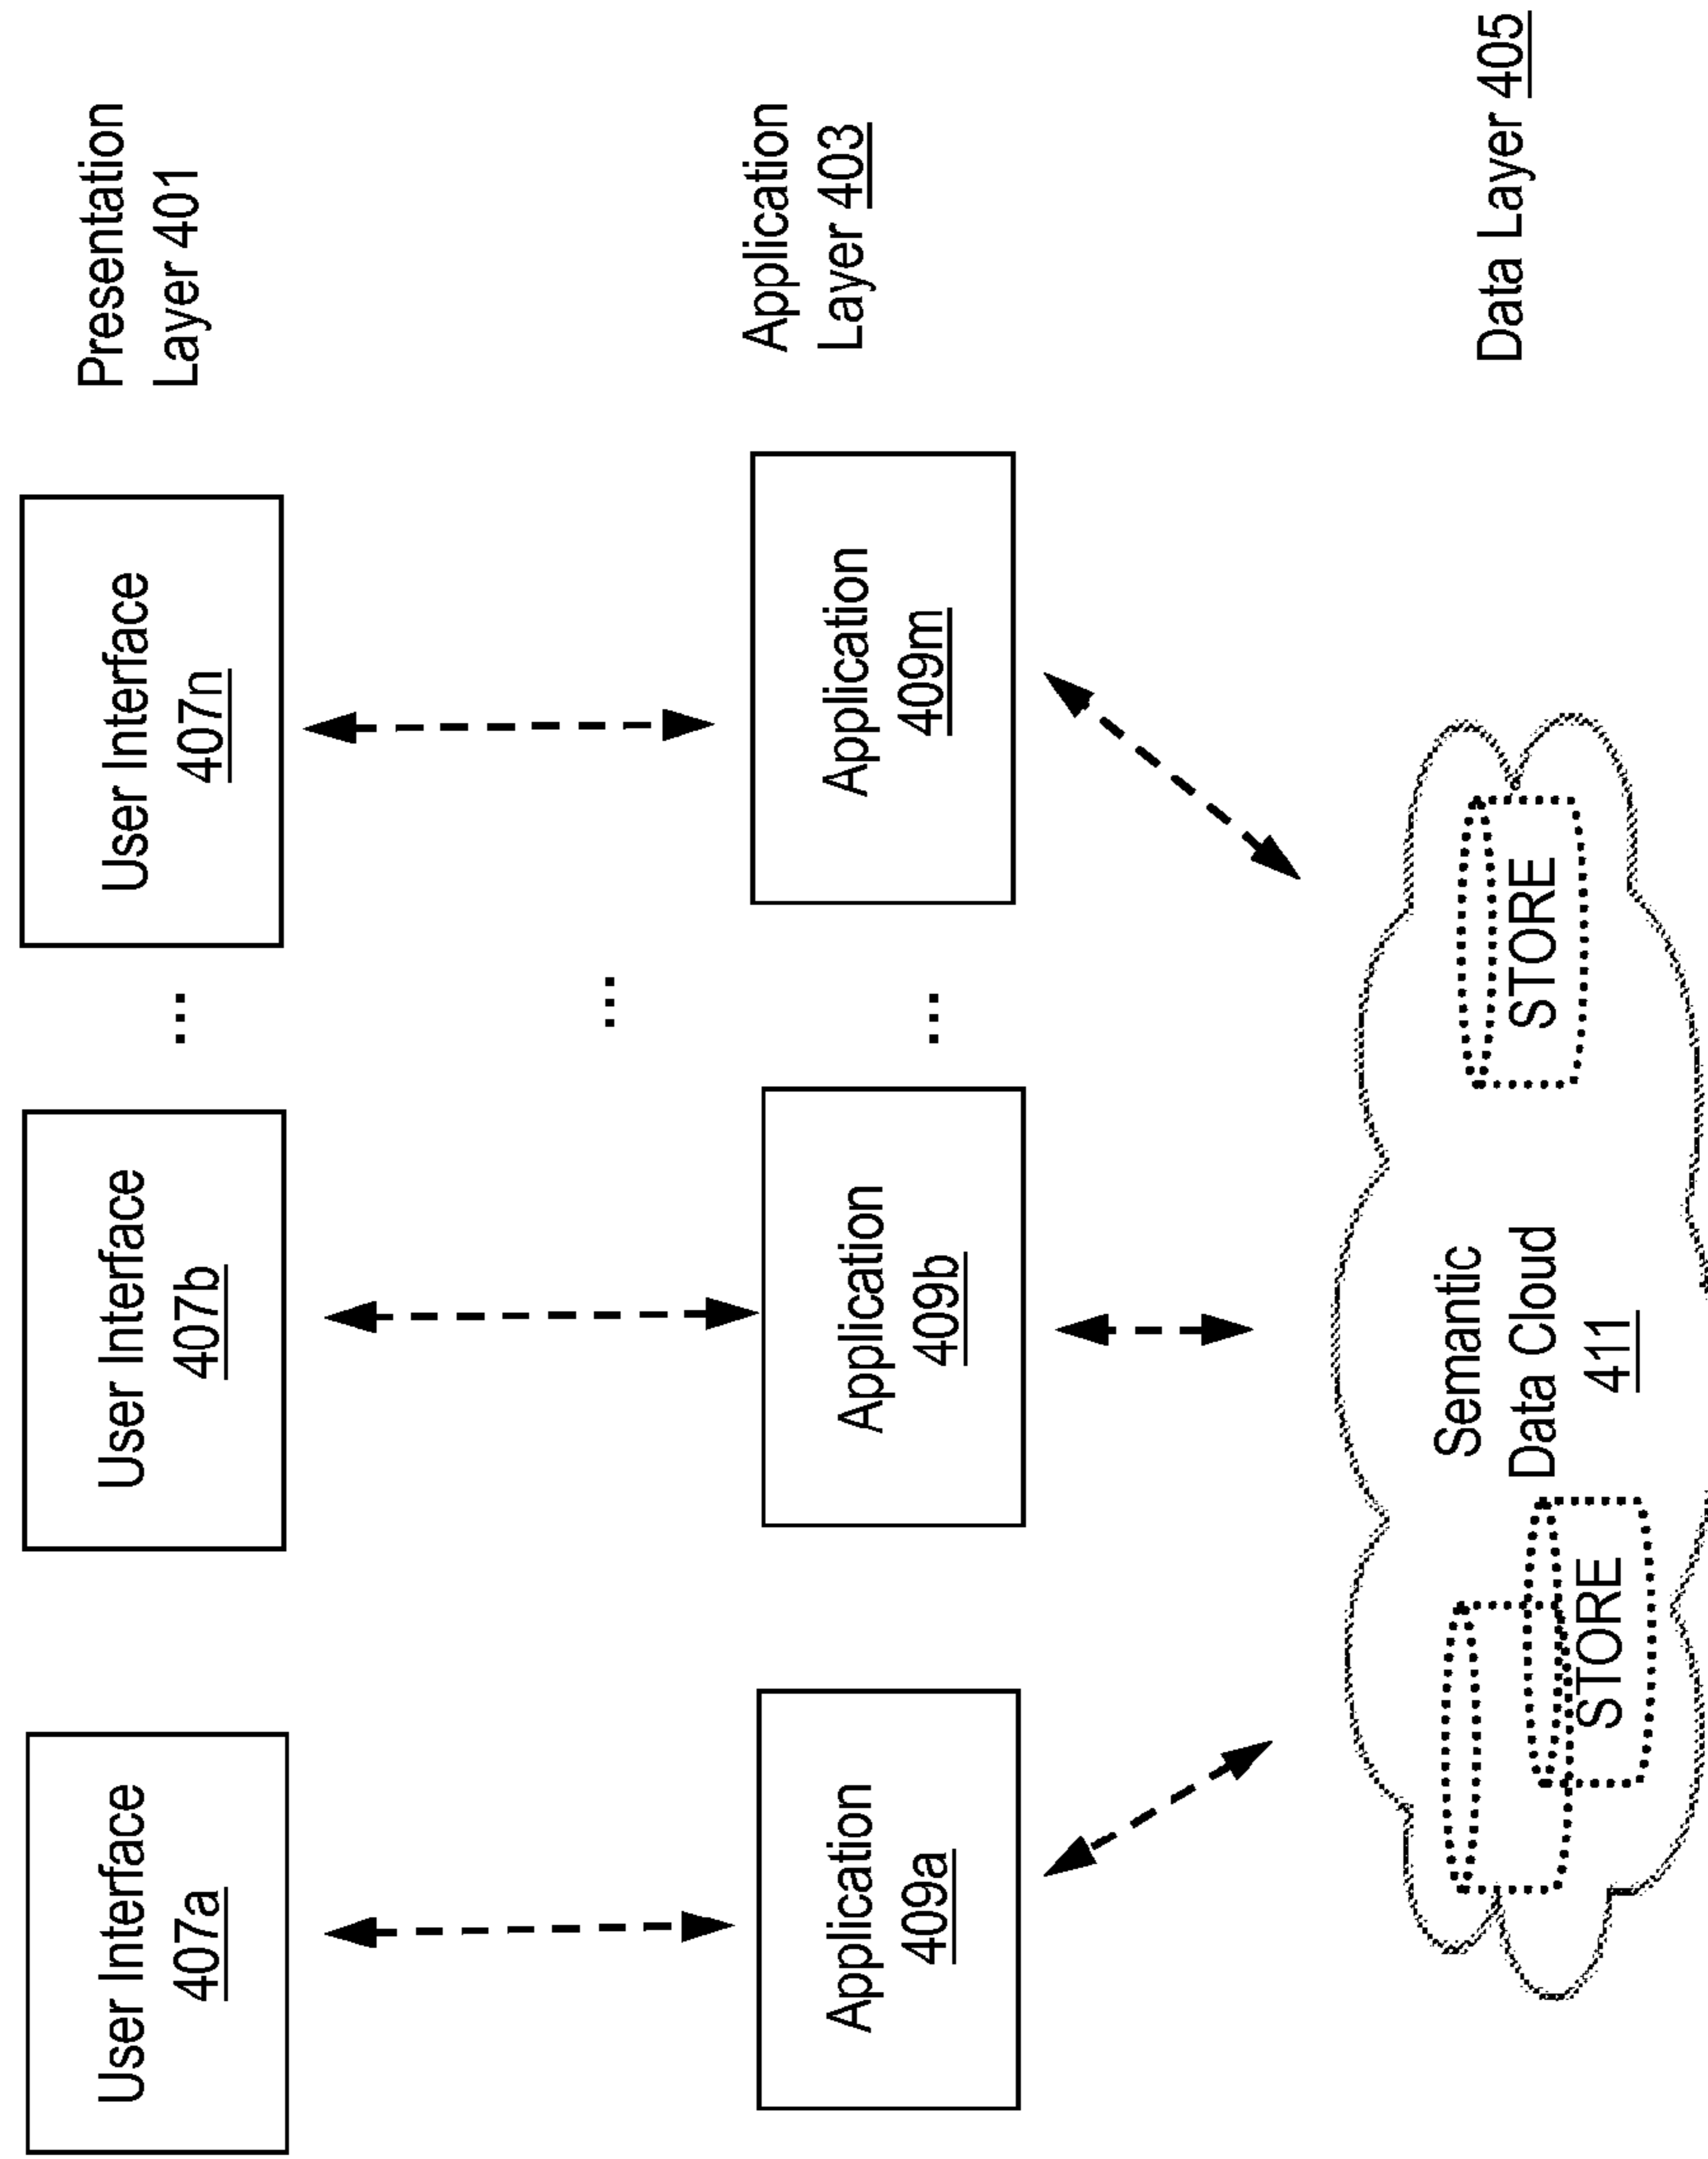 User Interface
407a
User Interface
407b
...
User Interface
407n
Presentation
Layer 401
...
Application
409a
Application
409b
...
Application
409m
Application
Layer 403
STORE
Semantic
Data Cloud
411
STORE
Data Layer 405